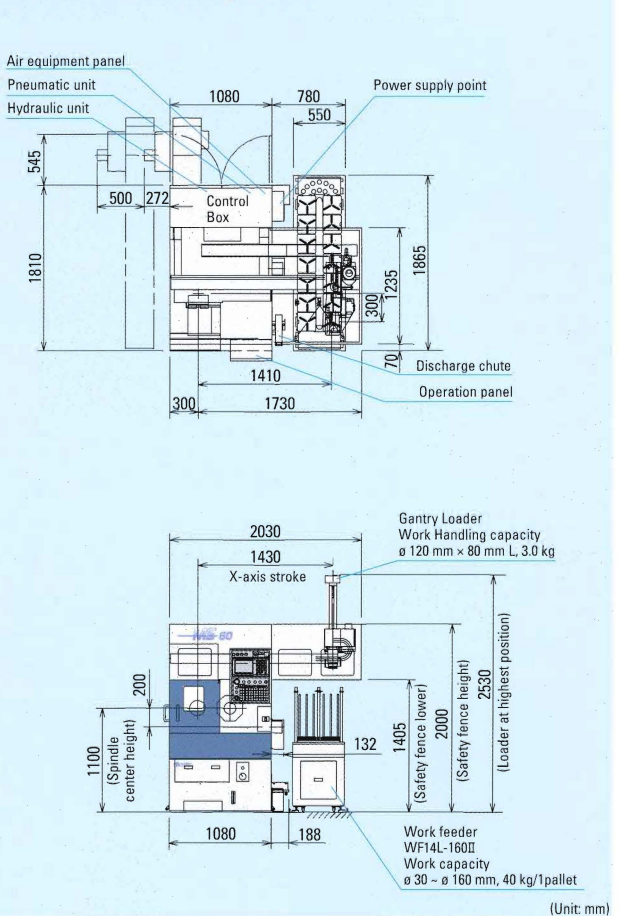 Air equipment panel
Pneumatic unit
Hydraulic unit
Power supply point
1080
780
550
545
500
272
Control
Box
1810
1865
1235
300
70
Discharge chute
Operation panel
1410
300
1730
Gantry Loader
Work Handling capacity
ø 120 mm × 80 mm L, 3.0 kg
2030
1430
X-axis stroke
MS 60
200
1100
(Spindle
center height)
132
1405
(Safety fence lower)
2000
(Safety fence height)
2530
(Loader at highest position)
1080
188
Work feeder
WF14L-160II
Work capacity
ø 30 ~ ø 160 mm, 40 kg/1pallet
(Unit: mm)